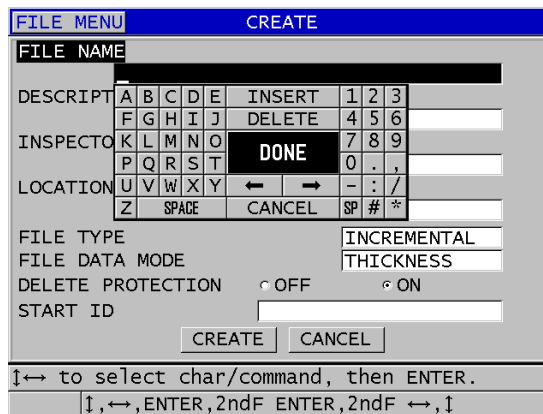 FILE MENU CREATE
FILE NAME
DESCRIPT
A B C D E INSERT 1 2 3
F G H I J DELETE 4 5 6
INSPECTO
K L M N O DONE 7 8 9
P Q R S T 0 . ,
LOCATION
U V W X Y ← → - : /
Z SPACE CANCEL SP # *
FILE TYPE INCREMENTAL
FILE DATA MODE THICKNESS
DELETE PROTECTION OFF ON
START ID
CREATE CANCEL
↕↔ to select char/command, then ENTER.
↕,↔,ENTER,2ndF ENTER,2ndF ↔,↕